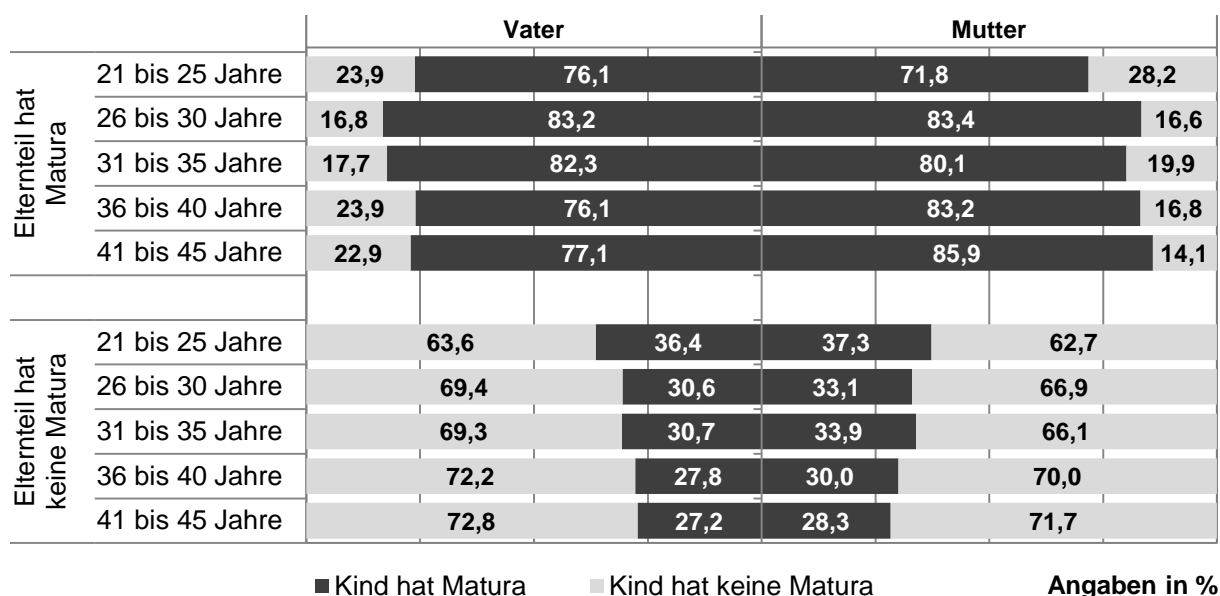 Vater Mutter
Elternteil hat
Matura
21 bis 25 Jahre 23,9 76,1 71,8 28,2
26 bis 30 Jahre 16,8 83,2 83,4 16,6
31 bis 35 Jahre 17,7 82,3 80,1 19,9
36 bis 40 Jahre 23,9 76,1 83,2 16,8
41 bis 45 Jahre 22,9 77,1 85,9 14,1
Elternteil hat
keine Matura
21 bis 25 Jahre 63,6 36,4 37,3 62,7
26 bis 30 Jahre 69,4 30,6 33,1 66,9
31 bis 35 Jahre 69,3 30,7 33,9 66,1
36 bis 40 Jahre 72,2 27,8 30,0 70,0
41 bis 45 Jahre 72,8 27,2 28,3 71,7
Kind hat Matura Kind hat keine Matura Angaben in %